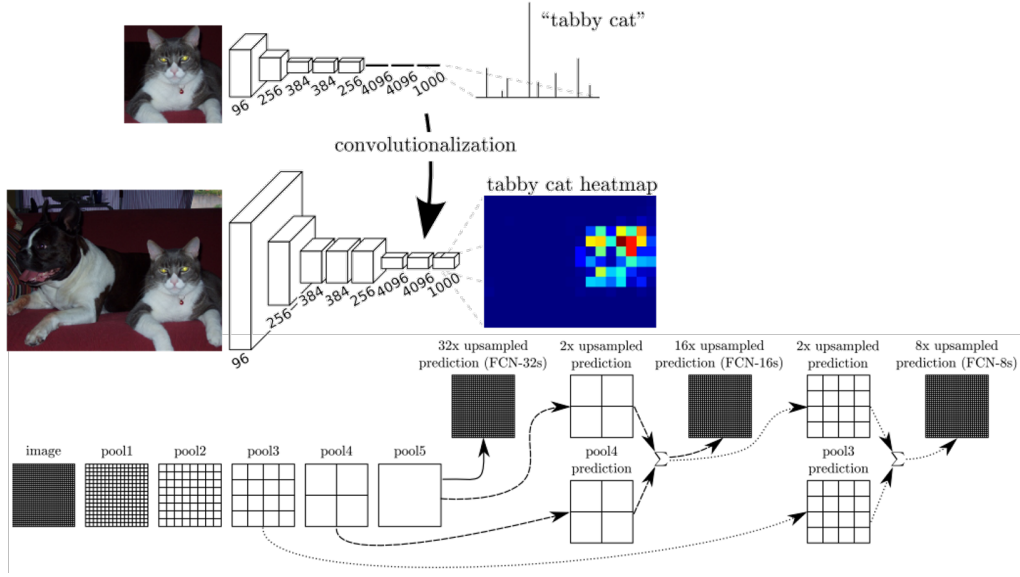 “tabby cat”
96
256
384
384
256
4096
4096
1000
convolutionalization
tabby cat heatmap
96
256
384
384
256
4096
4096
1000
32x upsampled
prediction (FCN-32s)
2x upsampled
prediction
16x upsampled
prediction (FCN-16s)
2x upsampled
prediction
8x upsampled
prediction (FCN-8s)
image
pool1
pool2
pool3
pool4
pool5
pool4
prediction
∑
pool3
prediction
∑